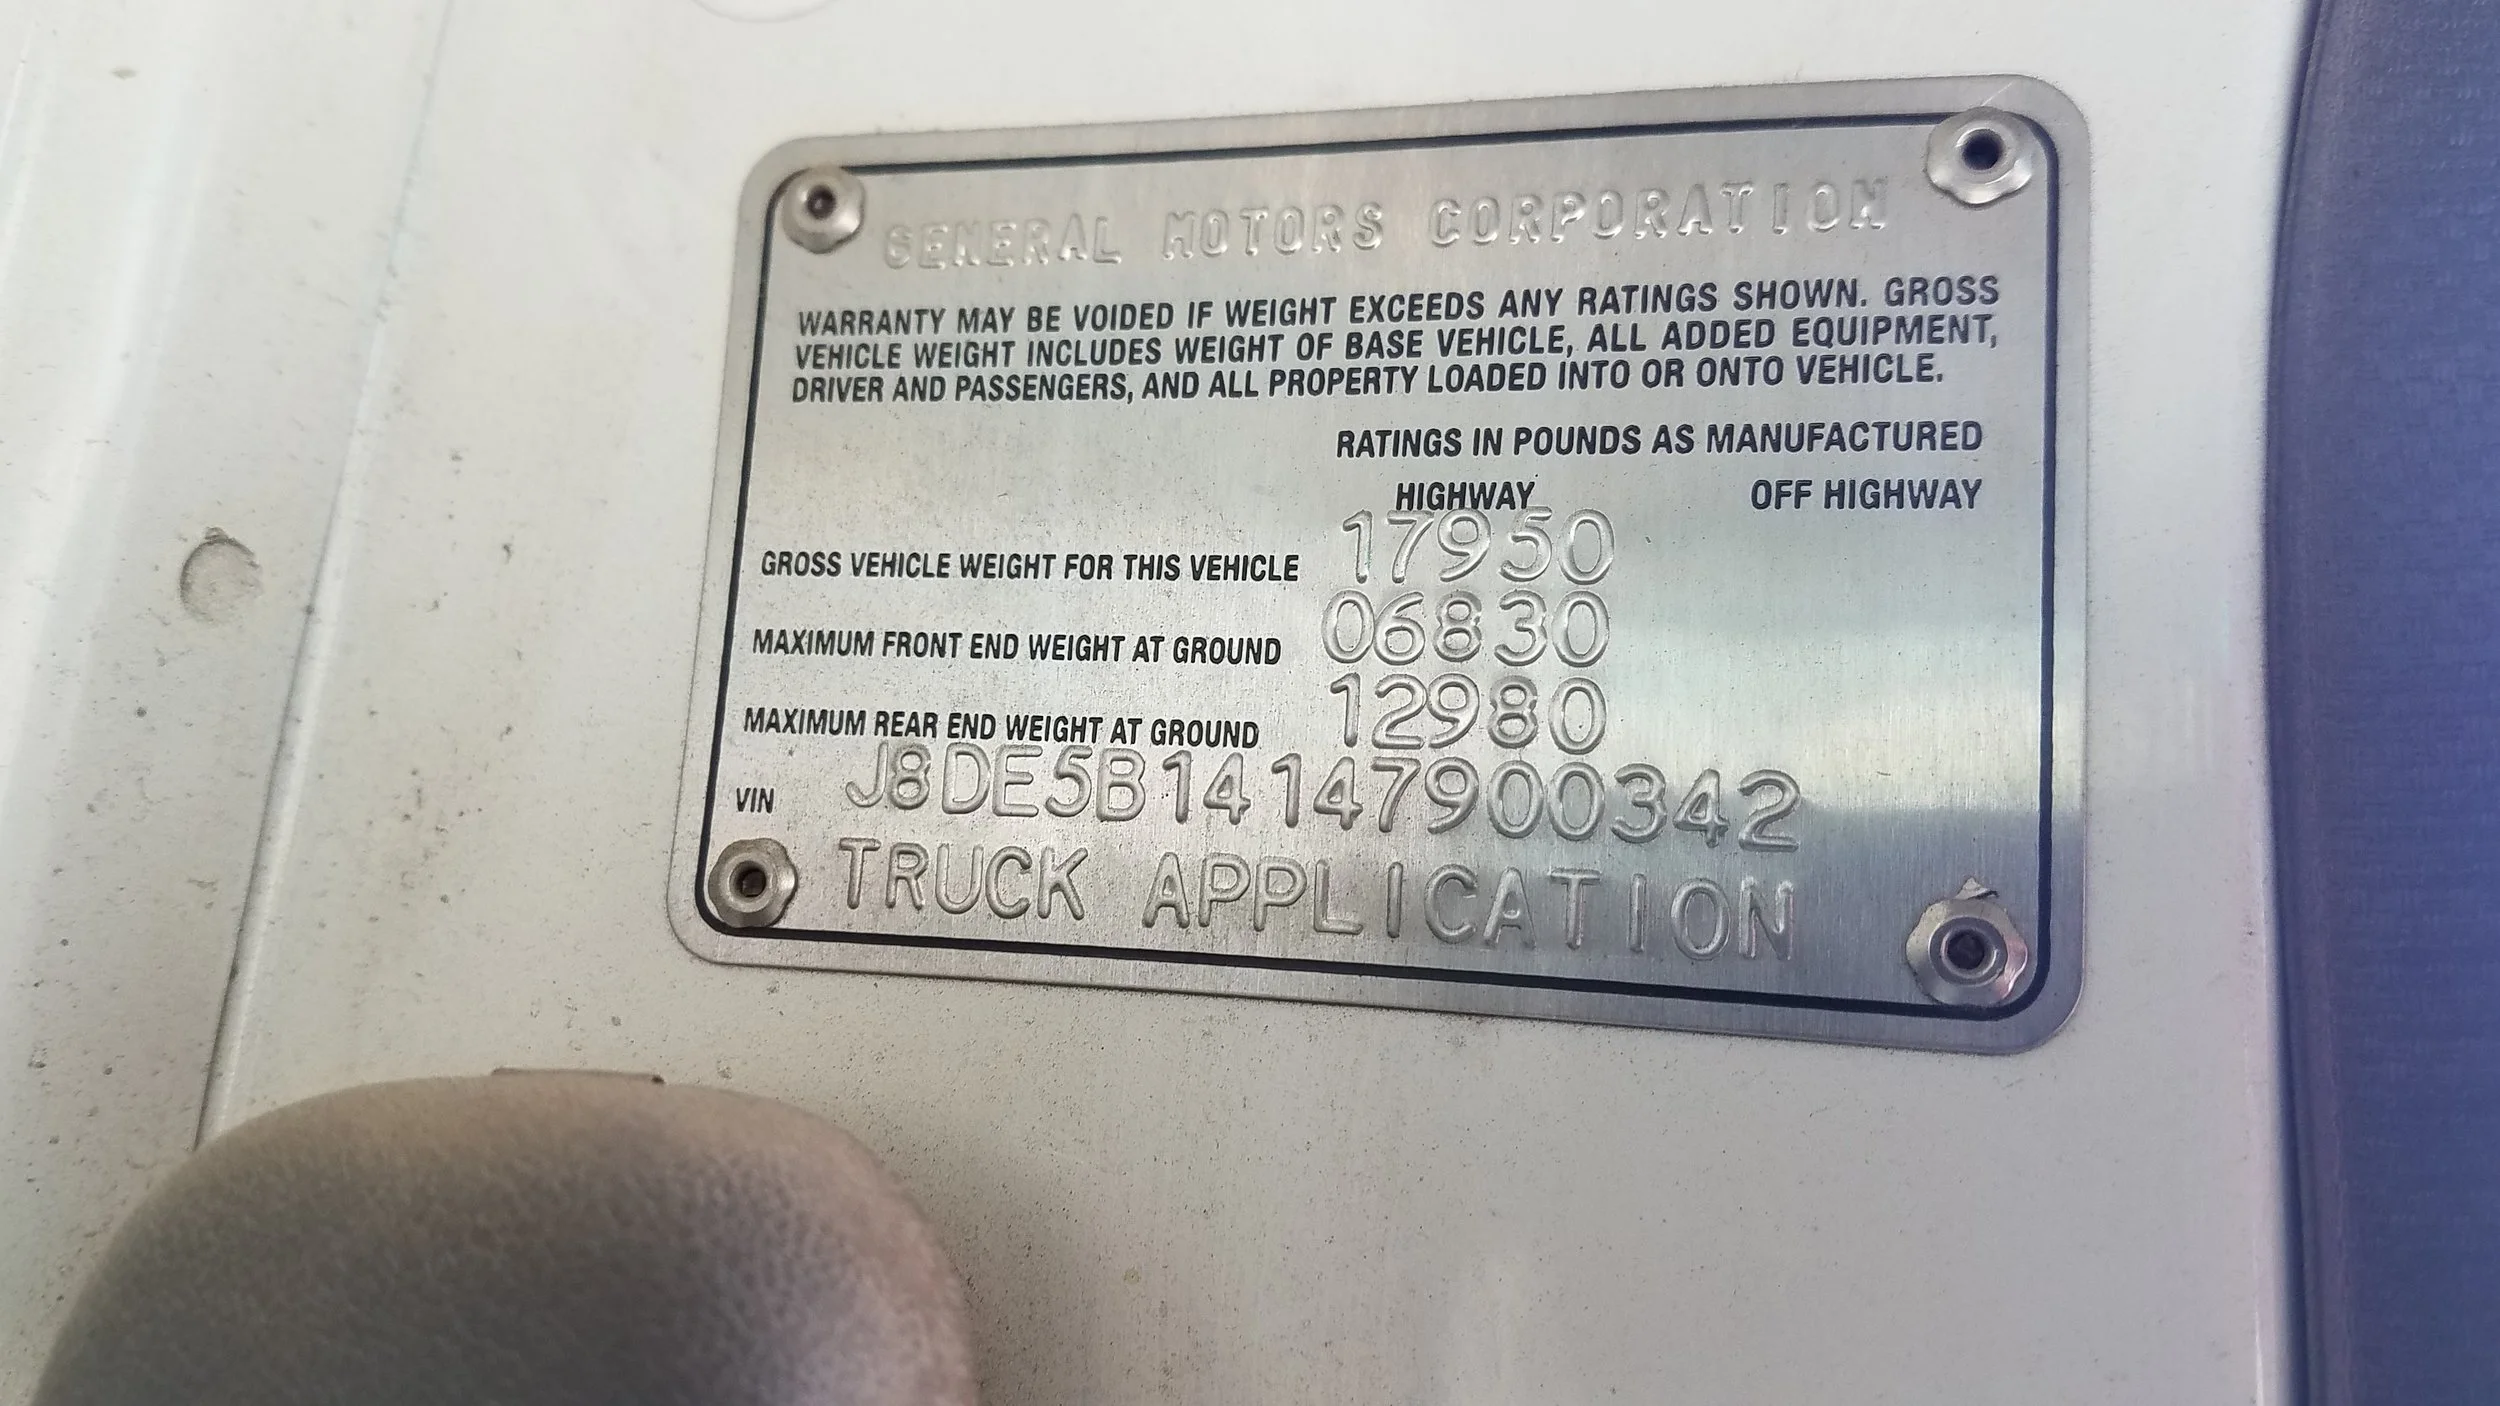 GENERAL MOTORS CORPORATION
WARRANTY MAY BE VOIDED IF WEIGHT EXCEEDS ANY RATINGS SHOWN. GROSS
VEHICLE WEIGHT INCLUDES WEIGHT OF BASE VEHICLE, ALL ADDED EQUIPMENT,
DRIVER AND PASSENGERS, AND ALL PROPERTY LOADED INTO OR ONTO VEHICLE.
RATINGS IN POUNDS AS MANUFACTURED
HIGHWAY OFF HIGHWAY
GROSS VEHICLE WEIGHT FOR THIS VEHICLE 17950
MAXIMUM FRONT END WEIGHT AT GROUND 06830
MAXIMUM REAR END WEIGHT AT GROUND 12980
VIN J8DE5B14147900342
TRUCK APPLICATION